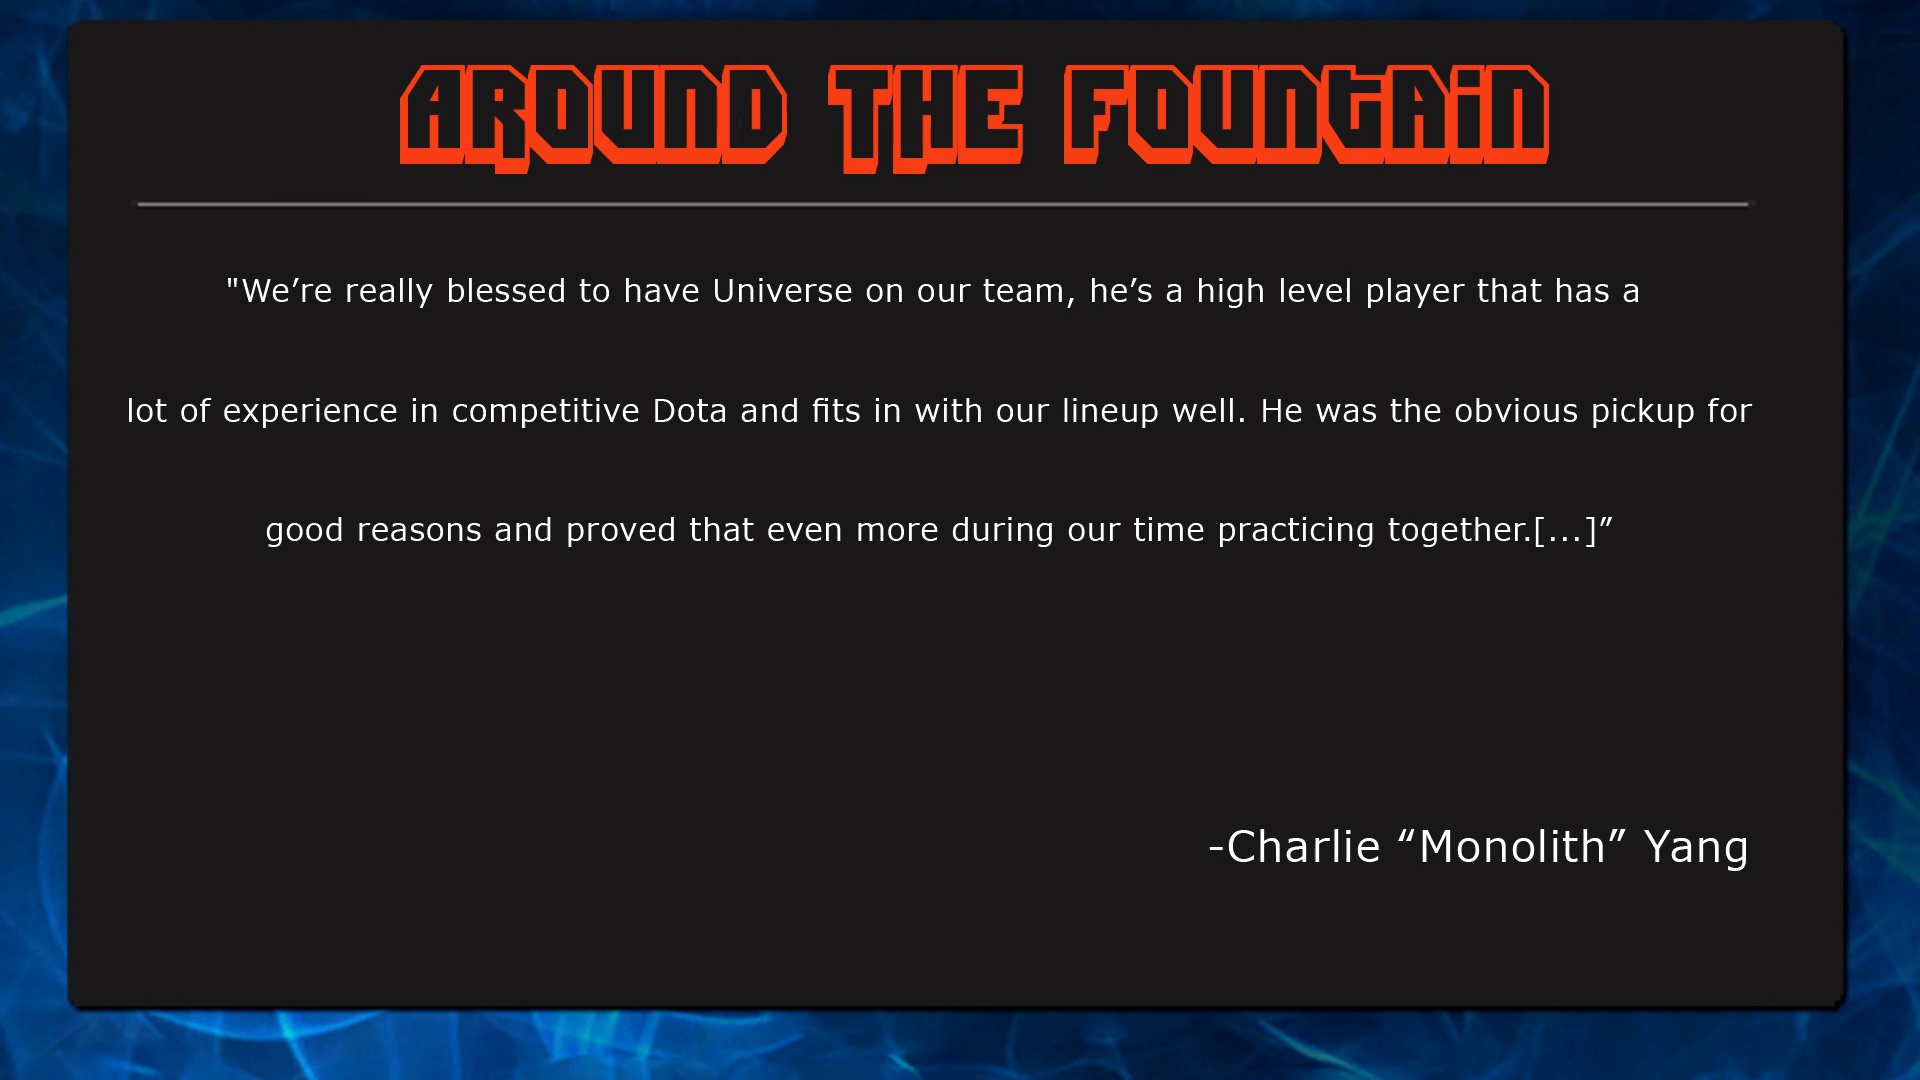 AROUND THE FOUNTAiN
"We’re really blessed to have Universe on our team, he’s a high level player that has a
lot of experience in competitive Dota and fits in with our lineup well. He was the obvious pickup for
good reasons and proved that even more during our time practicing together.[...]”
-Charlie “Monolith” Yang